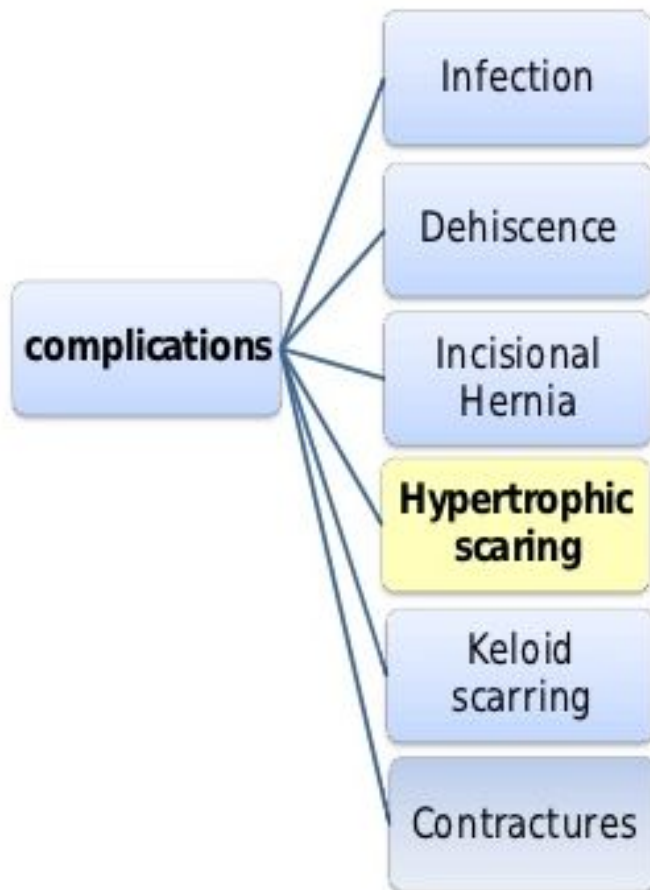 complications
Infection
Dehiscence
Incisional
Hernia
Hypertrophic
scaring
Keloid
scarring
Contractures